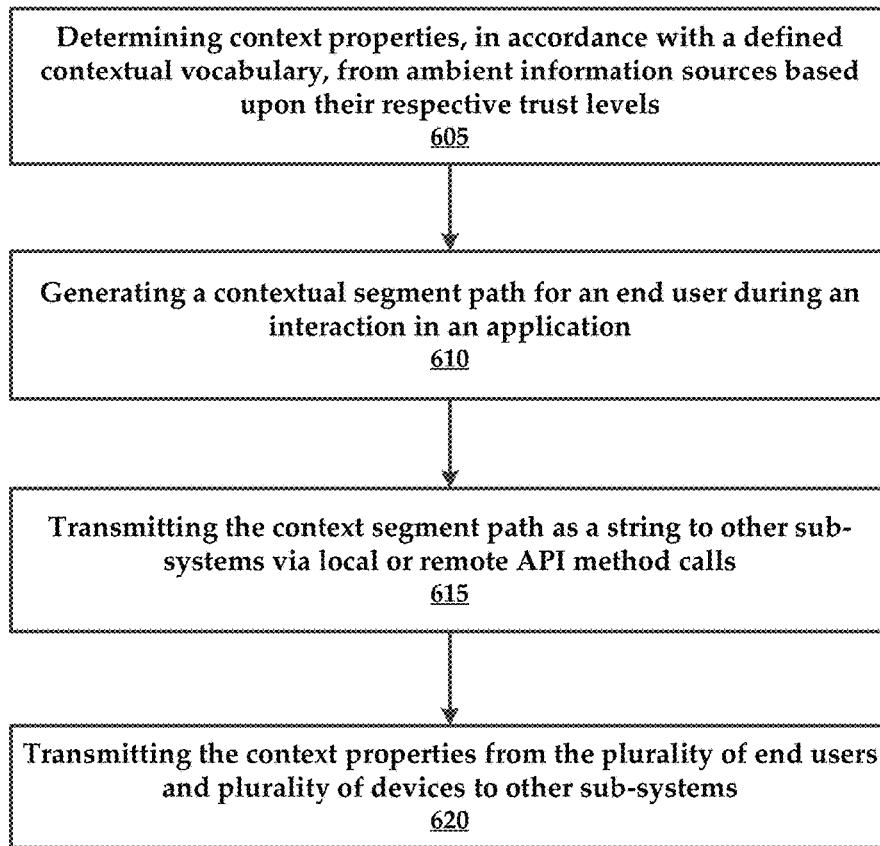 Determining context properties, in accordance with a defined
contextual vocabulary, from ambient information sources based
upon their respective trust levels
605
Generating a contextual segment path for an end user during an
interaction in an application
610
Transmitting the context segment path as a string to other sub-
systems via local or remote API method calls
615
Transmitting the context properties from the plurality of end users
and plurality of devices to other sub-systems
620